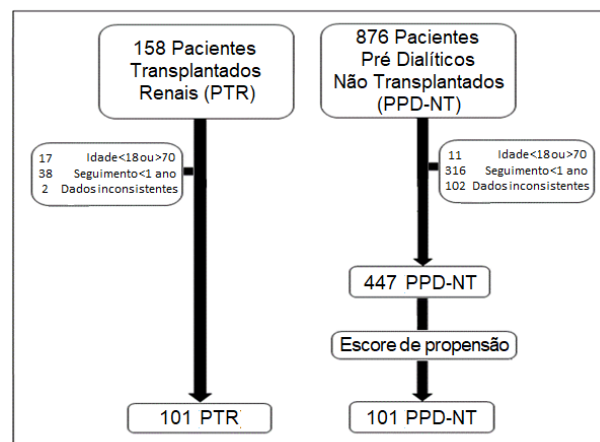 158 Pacientes
Transplantados
Renais (PTR)
876 Pacientes
Pré Dialíticos
Não Transplantados
(PPD-NT)
17 Idade<18 ou>70
38 Seguimento<1 ano
2 Dados inconsistentes
11 Idade<18 ou>70
316 Seguimento<1 ano
102 Dados inconsistentes
447 PPD-NT
Escore de propensão
101 PTR)
101 PPD-NT